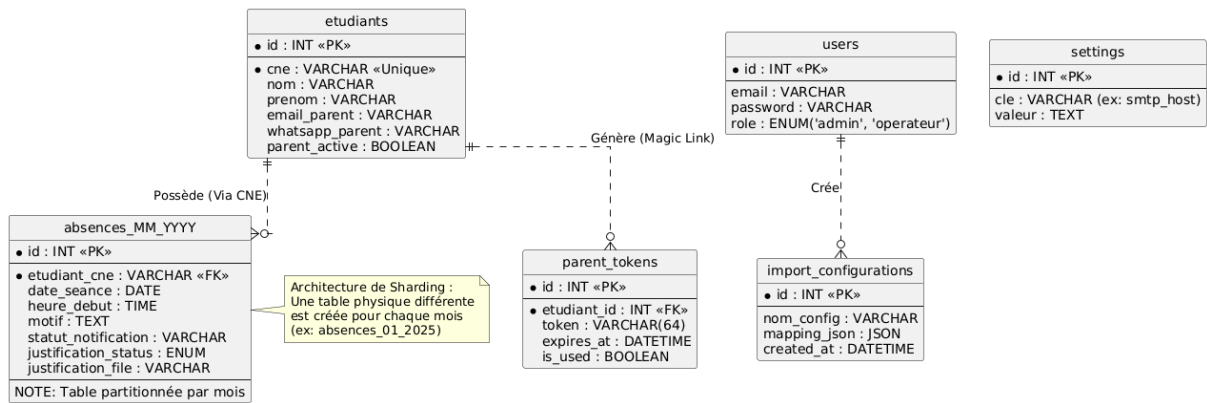 etudiants
id : INT «PK»
cne : VARCHAR «Unique»
nom : VARCHAR
prenom : VARCHAR
email_parent : VARCHAR
whatsapp_parent : VARCHAR
parent_active : BOOLEAN
users
id : INT «PK»
email : VARCHAR
password : VARCHAR
role : ENUM('admin', 'operateur')
settings
id : INT «PK»
cle : VARCHAR (ex: smtp_host)
valeur : TEXT
Génère (Magic Link)
Possède (Via CNE)
Crée
absences_MM_YYYY
id : INT «PK»
etudiant_cne : VARCHAR «FK»
date_seance : DATE
heure_debut : TIME
motif : TEXT
statut_notification : VARCHAR
justification_status : ENUM
justification_file : VARCHAR
NOTE: Table partitionnée par mois
Architecture de Sharding :
Une table physique différente
est créée pour chaque mois
(ex: absences_01_2025)
parent_tokens
id : INT «PK»
etudiant_id : INT «FK»
token : VARCHAR(64)
expires_at : DATETIME
is_used : BOOLEAN
import_configurations
id : INT «PK»
nom_config : VARCHAR
mapping_json : JSON
created_at : DATETIME